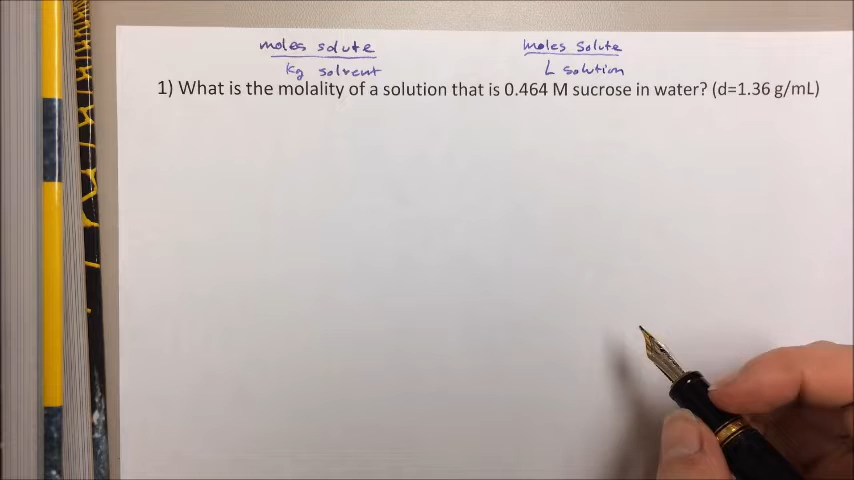 moles solute moles solute
kg solvent L solution
1) What is the molality of a solution that is 0.464 M sucrose in water? (d=1.36 g/mL)